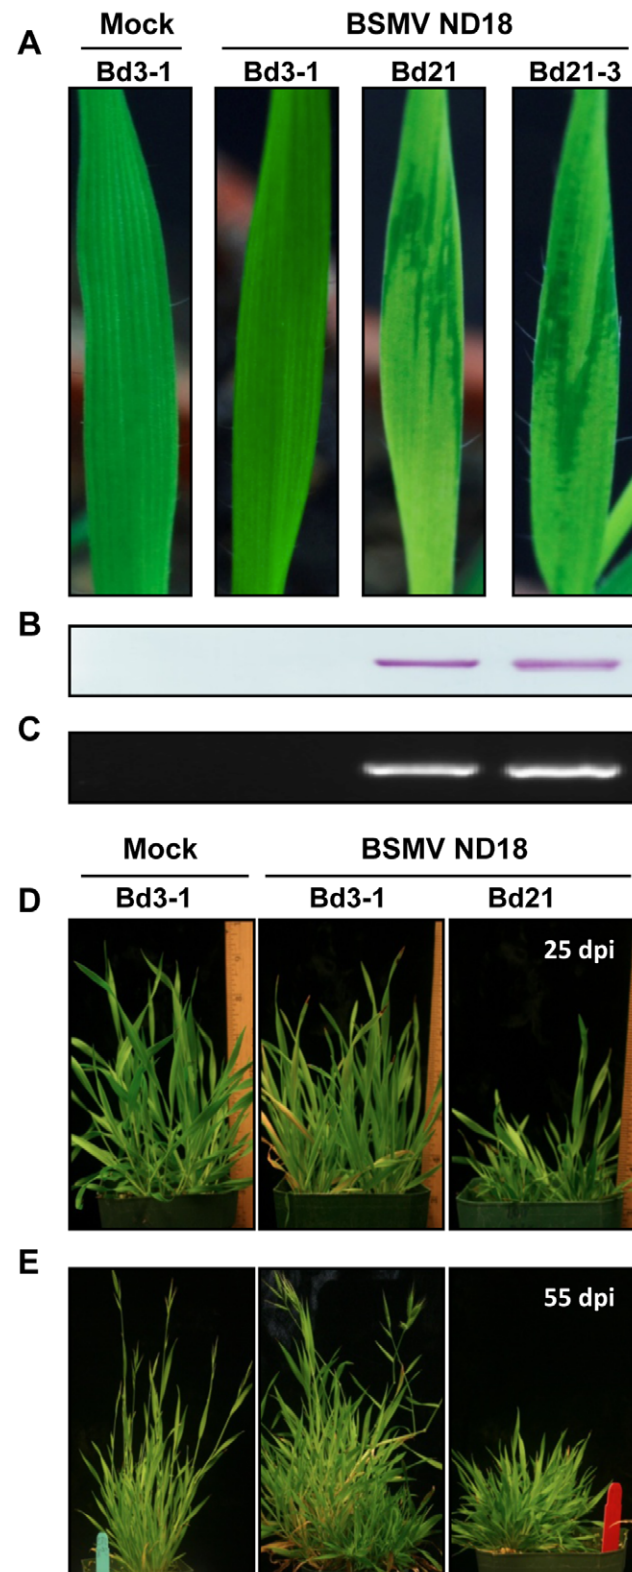 A
Mock
BSMV ND18
Bd3-1
Bd3-1
Bd21
Bd21-3
B
C
Mock
BSMV ND18
D
Bd3-1
Bd3-1
Bd21
25 dpi
E
55 dpi